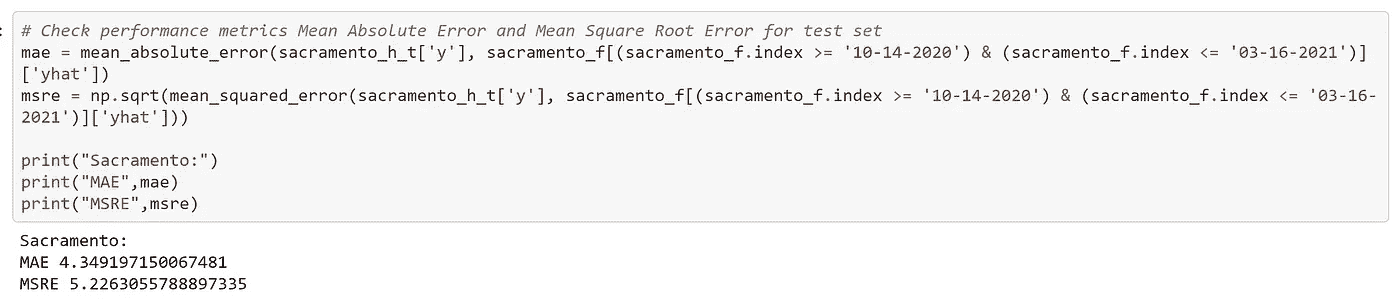 # Check performance metrics Mean Absolute Error and Mean Square Root Error for test set
mae = mean_absolute_error(sacramento_h_t['y'], sacramento_f[(sacramento_f.index >= '10-14-2020') & (sacramento_f.index <= '03-16-2021')]
['yhat'])
msre = np.sqrt(mean_squared_error(sacramento_h_t['y'], sacramento_f[(sacramento_f.index >= '10-14-2020') & (sacramento_f.index <= '03-16-
2021')]['yhat']))
print("Sacramento:")
print("MAE",mae)
print("MSRE",msre)
Sacramento:
MAE 4.349197150067481
MSRE 5.2263055788897335